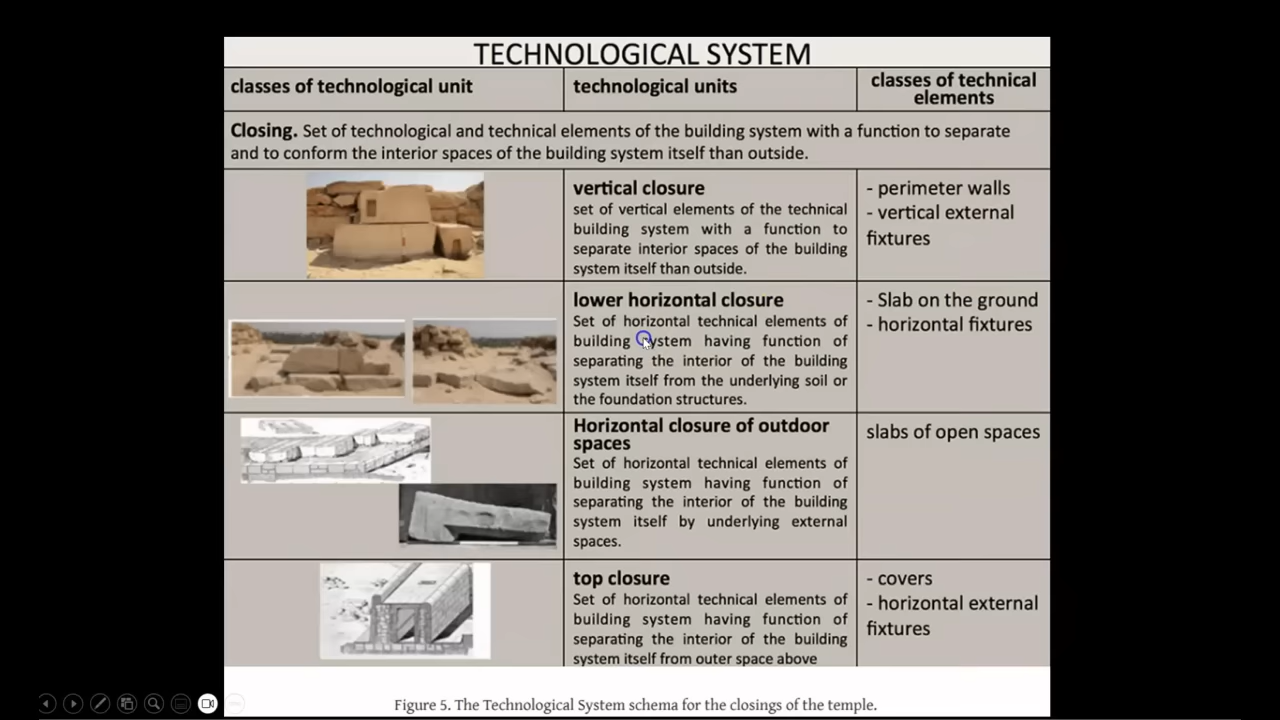 TECHNOLOGICAL SYSTEM
classes of technological unit
technological units
classes of technical
elements
Closing. Set of technological and technical elements of the building system with a function to separate
and to conform the interior spaces of the building system itself than outside.
vertical closure
set of vertical elements of the technical
building system with a function to
separate interior spaces of the building
system itself than outside.
- perimeter walls
- vertical external
fixtures
lower horizontal closure
Set of horizontal technical elements of
building system having function of
separating the interior of the building
system itself from the underlying soil or
the foundation structures.
- Slab on the ground
- horizontal fixtures
Horizontal closure of outdoor
spaces
Set of horizontal technical elements of
building system having function of
separating the interior of the building
system itself by underlying external
spaces.
slabs of open spaces
top closure
Set of horizontal technical elements of
building system having function of
separating the interior of the building
system itself from outer space above
- covers
- horizontal external
fixtures
Figure 5. The Technological System schema for the closings of the temple.